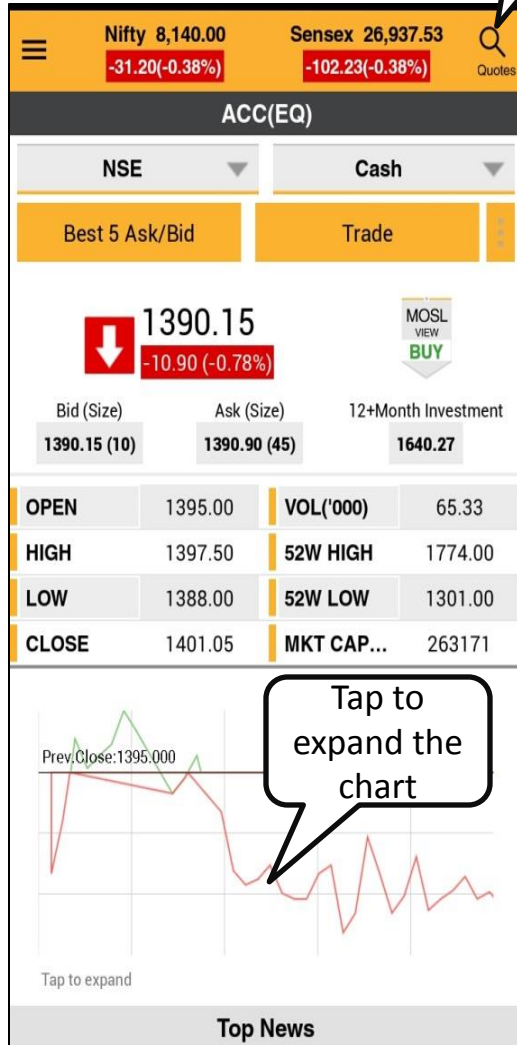 Nifty 8,140.00 Sensex 26,937.53
-31.20(-0.38%) -102.23(-0.38%) Quotes
ACC(EQ)
NSE Cash
Best 5 Ask/Bid Trade
1390.15
-10.90 (-0.78%)
MOSL
VIEW
BUY
Bid (Size) Ask (Size) 12+Month Investment
1390.15 (10) 1390.90 (45) 1640.27
OPEN 1395.00 VOL('000) 65.33
HIGH 1397.50 52W HIGH 1774.00
LOW 1388.00 52W LOW 1301.00
CLOSE 1401.05 MKT CAP... 263171
Prev.Close:1395.000
Tap to
expand the
chart
Tap to expand
Top News